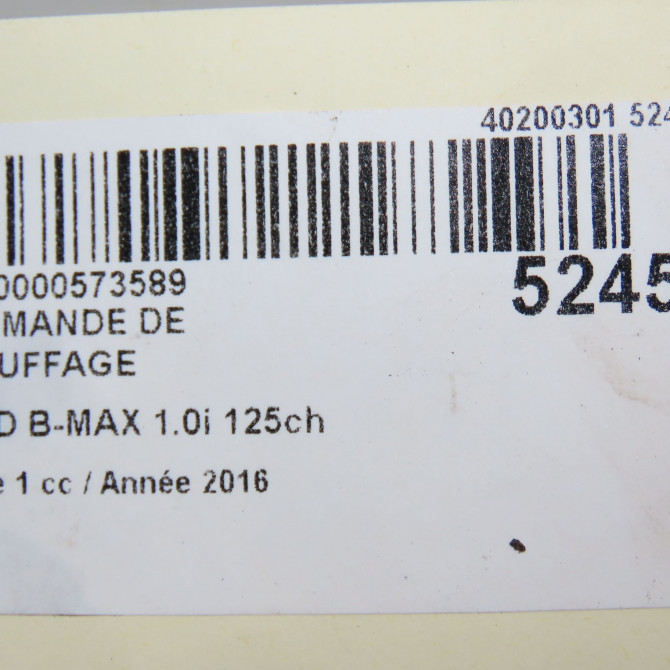 40200301 524
0000573589
5245
MANDE DE
UFFAGE
D B-MAX 1.0i 125ch
e 1 cc / Année 2016